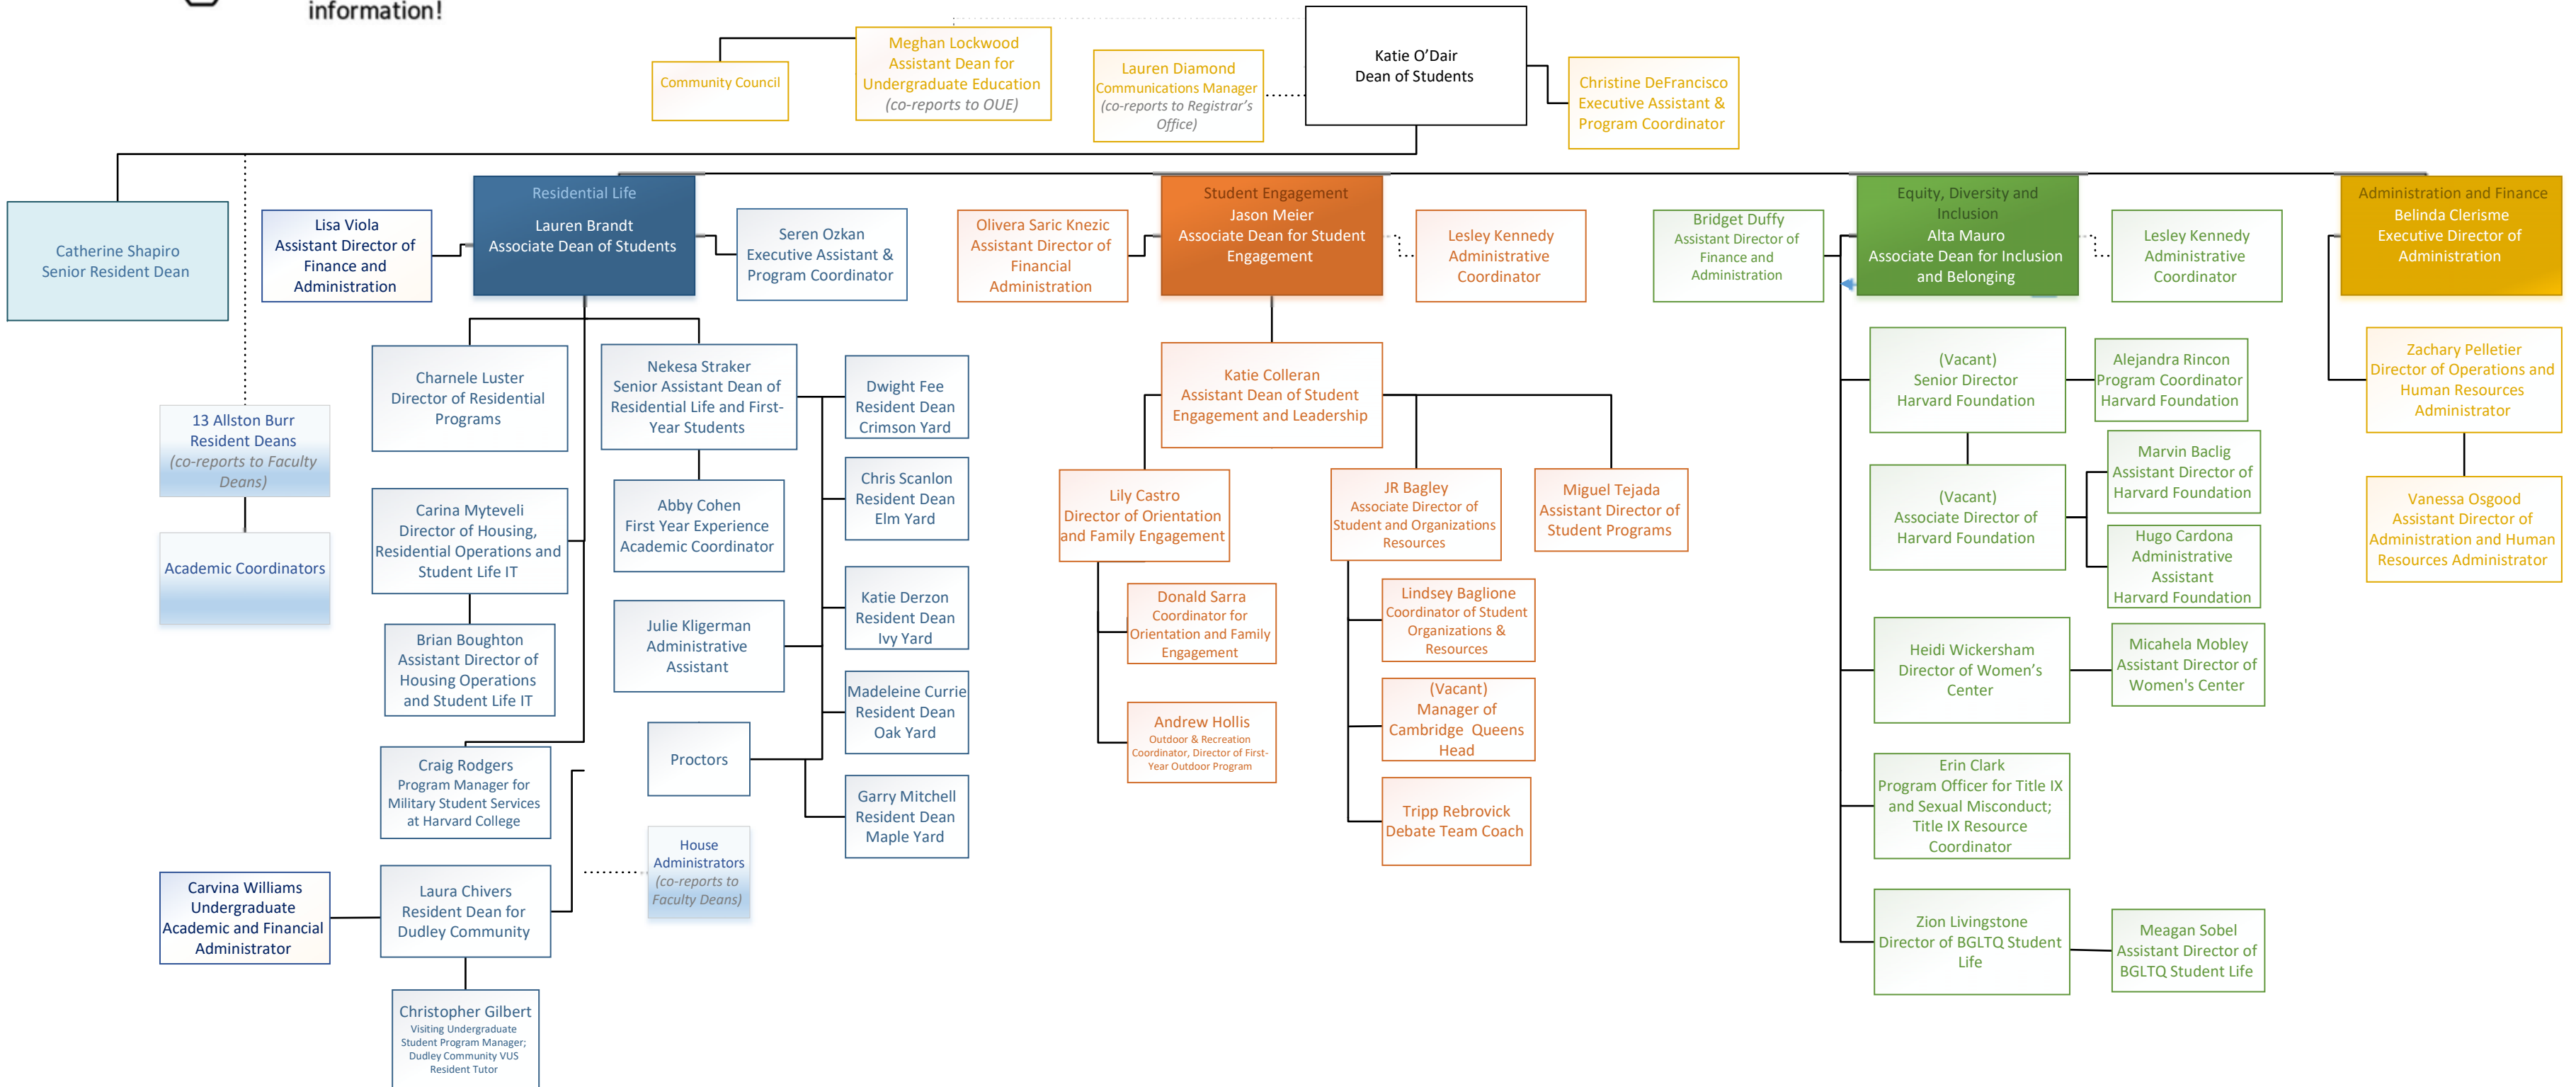 information!
Meghan Lockwood
Assistant Dean for
Undergraduate Education
(co-reports to OUE)
Community Council
Lauren Diamond
Communications Manager
(co-reports to Registrar's
Office)
Katie O'Dair
Dean of Students
Christine DeFrancisco
Executive Assistant &
Program Coordinator
Catherine Shapiro
Senior Resident Dean
Lisa Viola
Assistant Director of
Finance and
Administration
Residential Life
Lauren Brandt
Associate Dean of Students
Seren Ozkan
Executive Assistant &
Program Coordinator
Olivera Saric Knezic
Assistant Director of
Financial
Administration
Student Engagement
Jason Meier
Associate Dean for Student
Engagement
Lesley Kennedy
Administrative
Coordinator
Bridget Duffy
Assistant Director of
Finance and
Administration
Equity, Diversity and
Inclusion
Alta Mauro
Associate Dean for Inclusion
and Belonging
Lesley Kennedy
Administrative
Coordinator
Administration and Finance
Belinda Clerisme
Executive Director of
Administration
13 Allston Burr
Resident Deans
(co-reports to Faculty
Deans)
Academic Coordinators
Charnele Luster
Director of Residential
Programs
Nekesa Straker
Senior Assistant Dean of
Residential Life and First-
Year Students
Dwight Fee
Resident Dean
Crimson Yard
Chris Scanlon
Resident Dean
Elm Yard
Carina Myteveli
Director of Housing,
Residential Operations and
Student Life IT
Abby Cohen
First Year Experience
Academic Coordinator
Katie Derzon
Resident Dean
Ivy Yard
Brian Boughton
Assistant Director of
Housing Operations
and Student Life IT
Julie Kligerman
Administrative
Assistant
Madeleine Currie
Resident Dean
Oak Yard
Craig Rodgers
Program Manager for
Military Student Services
at Harvard College
Proctors
Garry Mitchell
Resident Dean
Maple Yard
House
Administrators
(co-reports to
Faculty Deans)
Carvina Williams
Undergraduate
Academic and Financial
Administrator
Laura Chivers
Resident Dean for
Dudley Community
Christopher Gilbert
Visiting Undergraduate
Student Program Manager;
Dudley Community VUS
Resident Tutor
Katie Colleran
Assistant Dean of Student
Engagement and Leadership
Lily Castro
Director of Orientation
and Family Engagement
JR Bagley
Associate Director of
Student and Organizations
Resources
Miguel Tejada
Assistant Director of
Student Programs
Donald Sarra
Coordinator for
Orientation and Family
Engagement
Andrew Hollis
Outdoor & Recreation
Coordinator, Director of First-
Year Outdoor Program
Lindsey Baglione
Coordinator of Student
Organizations &
Resources
(Vacant)
Manager of
Cambridge Queens
Head
Tripp Rebrovick
Debate Team Coach
(Vacant)
Senior Director
Harvard Foundation
Alejandra Rincon
Program Coordinator
Harvard Foundation
(Vacant)
Associate Director of
Harvard Foundation
Marvin Baclig
Assistant Director of
Harvard Foundation
Hugo Cardona
Administrative
Assistant
Harvard Foundation
Heidi Wickersham
Director of Women's
Center
Micahela Mobley
Assistant Director of
Women's Center
Erin Clark
Program Officer for Title IX
and Sexual Misconduct;
Title IX Resource
Coordinator
Zion Livingstone
Director of BGLTQ Student
Life
Meagan Sobel
Assistant Director of
BGLTQ Student Life
Zachary Pelletier
Director of Operations and
Human Resources
Administrator
Vanessa Osgood
Assistant Director of
Administration and Human
Resources Administrator